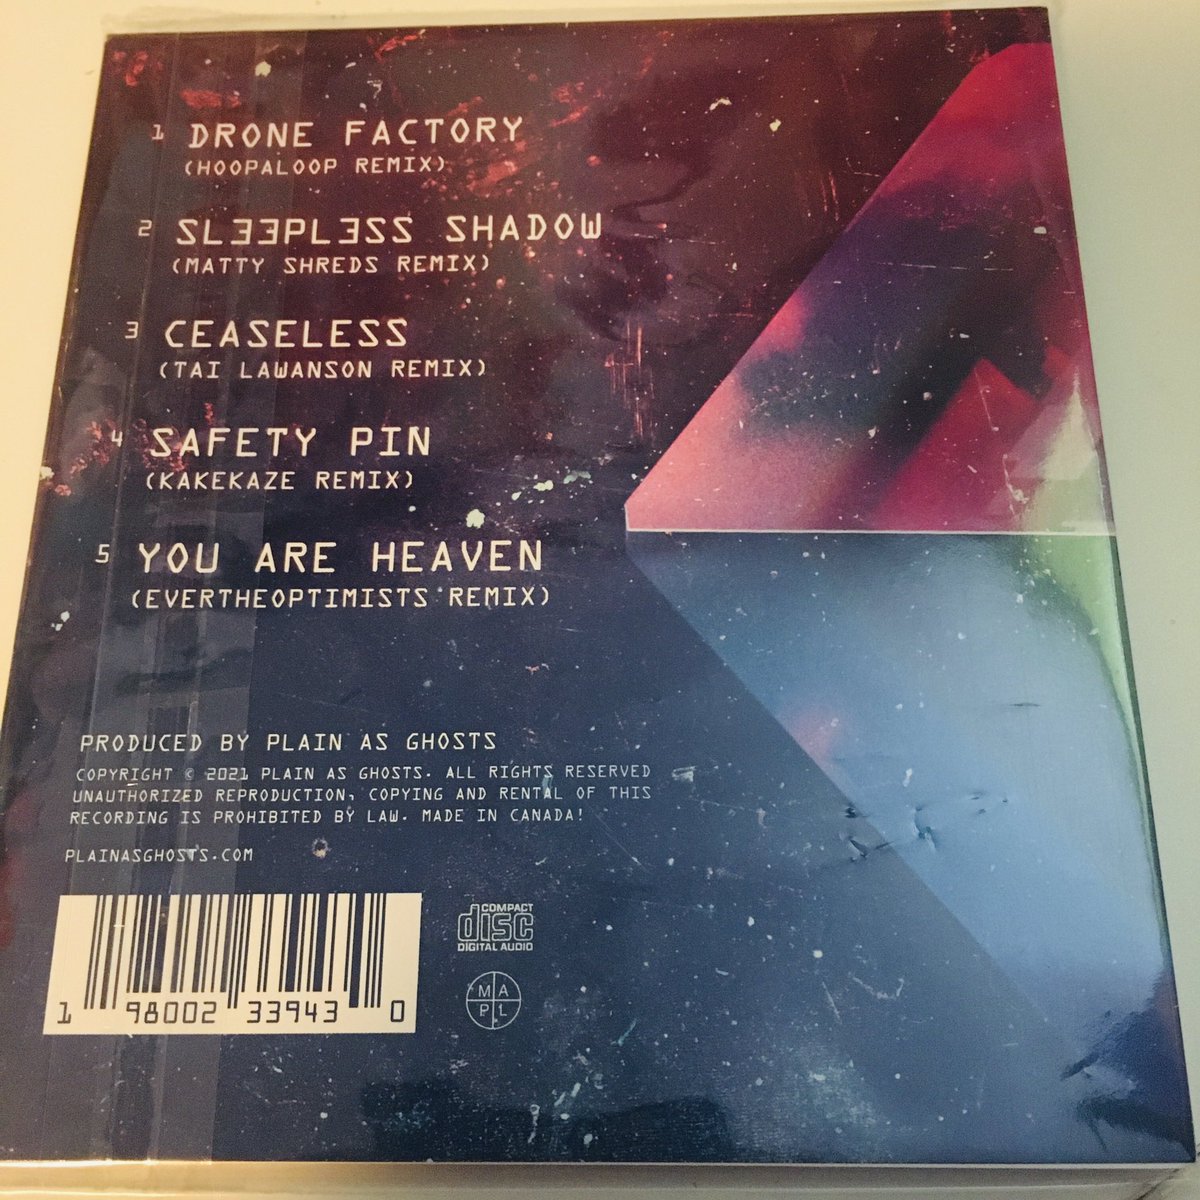 1 DRONE FACTORY
(HOOPALOOP REMIX)
2 SLƎƎPLƎSS SHADOW
(MATTY SHREDS REMIX)
3 CEASELESS
(TAI LAWANSON REMIX)
4 SAFETY PIN
(KAKEKAZE REMIX)
5 YOU ARE HEAVEN
(EVERTHEOPTIMISTS REMIX)
PRODUCED BY PLAIN AS GHOSTS
COPYRIGHT © 2021 PLAIN AS GHOSTS. ALL RIGHTS RESERVED
UNAUTHORIZED REPRODUCTION, COPYING AND RENTAL OF THIS
RECORDING IS PROHIBITED BY LAW. MADE IN CANADA!
PLAINASGHOSTS.COM
1 98002 33943 0
COMPACT
disc
DIGITAL AUDIO
M A
P L